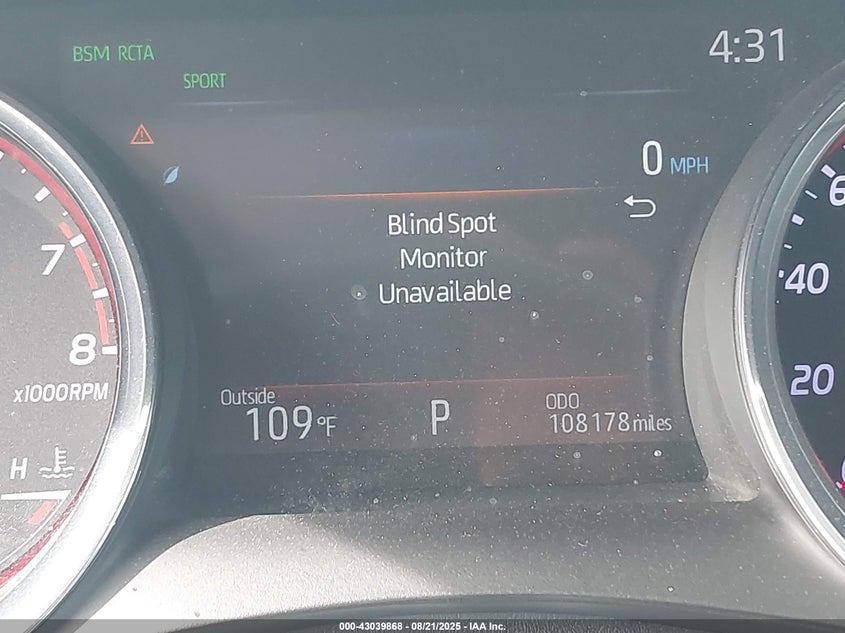 BSM RCTA
4:31
SPORT
0 MPH
Blind Spot
Monitor
Unavailable
7
8
x1000RPM
H
60
40
20
Outside
109°F
P
ODO
108178 miles
000-43039868 - 08/21/2025 - IAA Inc.